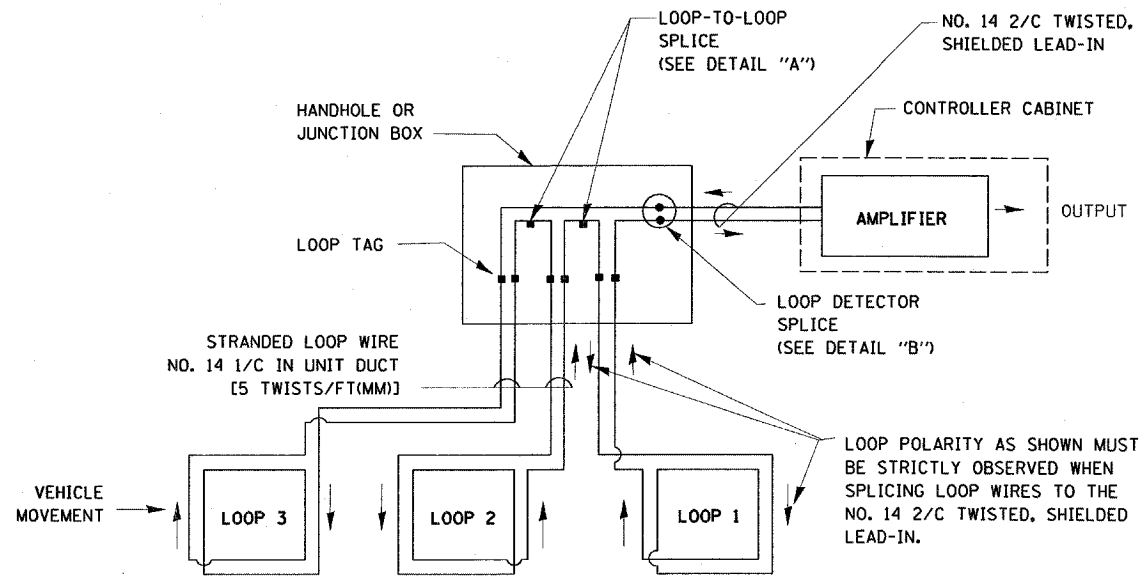 LOOP-TO-LOOP
SPLICE
(SEE DETAIL "A")
NO. 14 2/C TWISTED,
SHIELDED LEAD-IN
HANDHOLE OR
JUNCTION BOX
CONTROLLER CABINET
AMPLIFIER
OUTPUT
LOOP TAG
LOOP DETECTOR
SPLICE
(SEE DETAIL "B")
STRANDED LOOP WIRE
NO. 14 1/C IN UNIT DUCT
[5 TWISTS/FT(MM)]
LOOP POLARITY AS SHOWN MUST
BE STRICTLY OBSERVED WHEN
SPLICING LOOP WIRES TO THE
NO. 14 2/C TWISTED, SHIELDED
LEAD-IN.
VEHICLE
MOVEMENT
LOOP 3
LOOP 2
LOOP 1